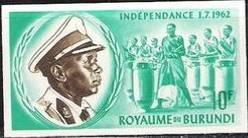 INDÉPENDANCE 1.7.1962
10F
ROYAUME DU BURUNDI